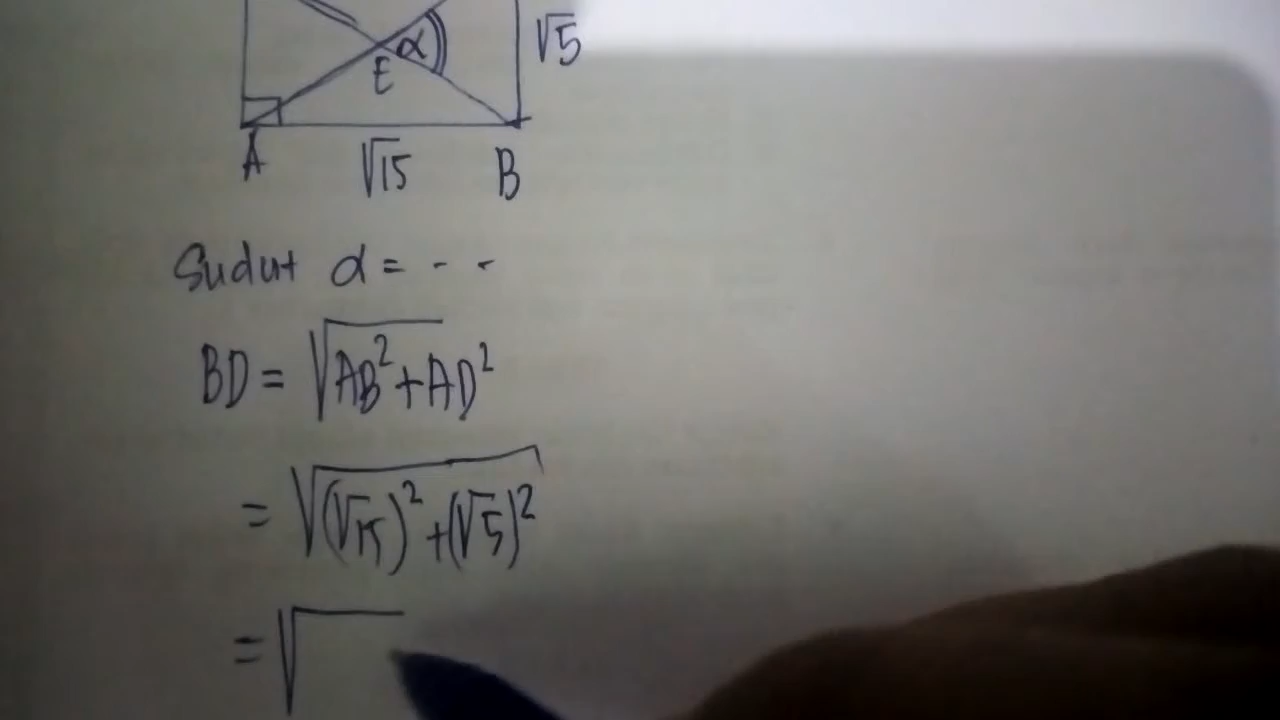 √5
α
E
A √15 B
Sudut α = - -
BD = √AB²+AD²
= √(√15)²+(√5)²
= √